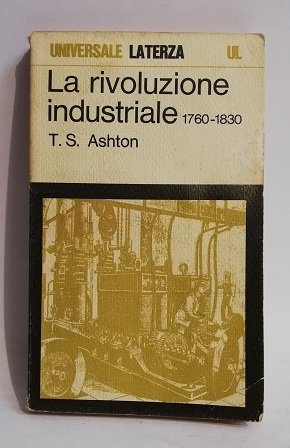 UNIVERSALE LATERZA UL
La rivoluzione
industriale 1760-1830
T. S. Ashton